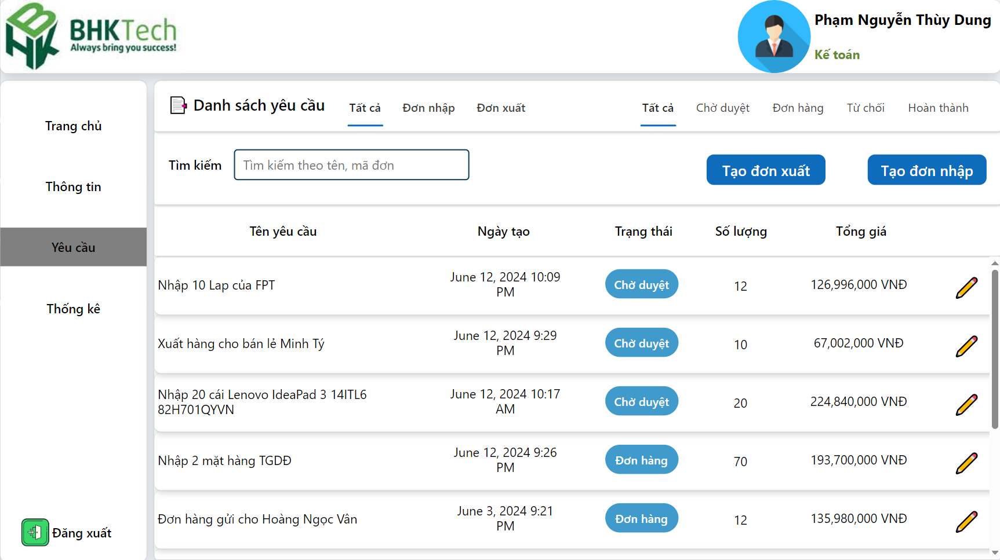 BHKTech
Always bring you success!
Phạm Nguyễn Thùy Dung
Kế toán
Trang chủ
Thông tin
Yêu cầu
Thống kê
Đăng xuất
Danh sách yêu cầu
Tất cả
Đơn nhập
Đơn xuất
Tất cả
Chờ duyệt
Đơn hàng
Từ chối
Hoàn thành
Tìm kiếm
Tìm kiếm theo tên, mã đơn
Tạo đơn xuất
Tạo đơn nhập
Tên yêu cầu
Ngày tạo
Trạng thái
Số lượng
Tổng giá
Nhập 10 Lap của FPT
June 12, 2024 10:09
PM
Chờ duyệt
12
126,996,000 VNĐ
Xuất hàng cho bán lẻ Minh Tý
June 12, 2024 9:29
PM
Chờ duyệt
10
67,002,000 VNĐ
Nhập 20 cái Lenovo IdeaPad 3 14ITL6
82H701QYVN
June 12, 2024 10:17
AM
Chờ duyệt
20
224,840,000 VNĐ
Nhập 2 mặt hàng TGDĐ
June 12, 2024 9:26
PM
Đơn hàng
70
193,700,000 VNĐ
Đơn hàng gửi cho Hoàng Ngọc Vân
June 3, 2024 9:21
PM
Đơn hàng
12
135,980,000 VNĐ